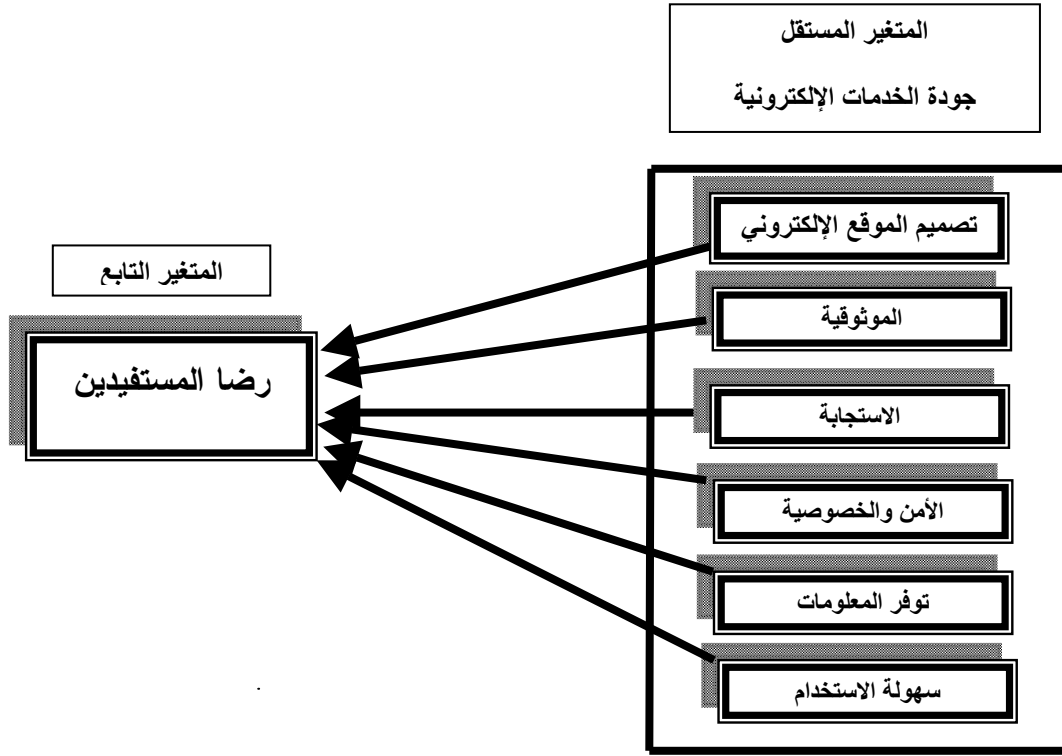 المتغير المستقل
جودة الخدمات الإلكترونية
تصميم الموقع الإلكتروني
الموثوقية
الاستجابة
الأمن والخصوصية
توفر المعلومات
سهولة الاستخدام
المتغير التابع
رضا المستفيدين